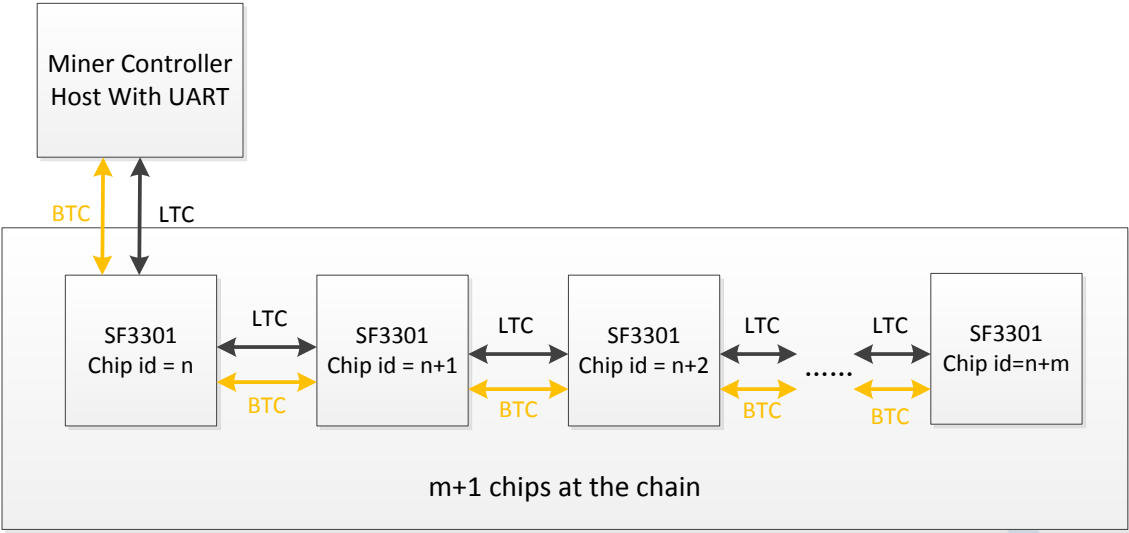 Miner Controller
Host With UART
BTC
LTC
SF3301
Chip id = n
LTC
BTC
SF3301
Chip id = n+1
LTC
BTC
SF3301
Chip id = n+2
LTC
BTC
......
LTC
BTC
SF3301
Chip id=n+m
m+1 chips at the chain